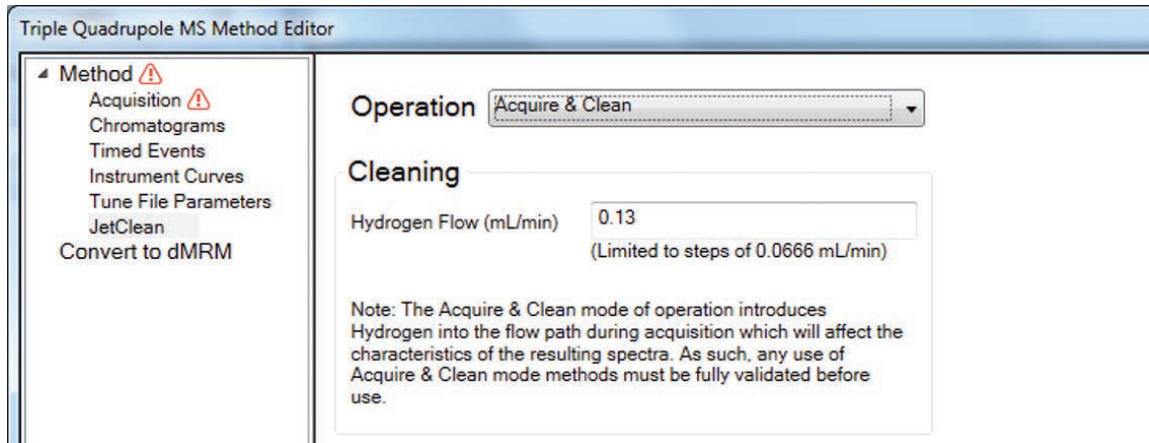 Triple Quadrupole MS Method Editor
Method
Acquisition
Chromatograms
Timed Events
Instrument Curves
Tune File Parameters
JetClean
Convert to dMRM
Operation Acquire & Clean
Cleaning
Hydrogen Flow (mL/min) 0.13
(Limited to steps of 0.0666 mL/min)
Note: The Acquire & Clean mode of operation introduces
Hydrogen into the flow path during acquisition which will affect the
characteristics of the resulting spectra. As such, any use of
Acquire & Clean mode methods must be fully validated before
use.